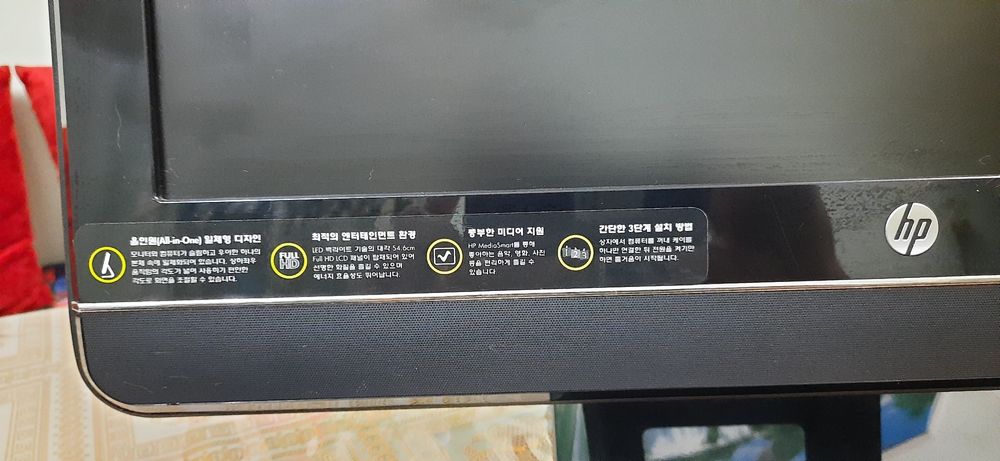 올인원(All-in-One) 일체형 디자인
모니터와 컴퓨터가 슬림하고 우아한 하나의
본체 속에 일체화되어 있습니다. 상하좌우
움직임의 각도가 넓어 사용하기 편안한
각도로 화면을 조절할 수 있습니다.
FULL
HD
최적의 엔터테인먼트 환경
LED 백라이트 기술의 대각 54.6cm
Full HD LCD 패널이 탑재되어 있어
선명한 화질을 즐길 수 있으며
에너지 효율성도 뛰어납니다.
풍부한 미디어 지원
HP MediaSmart를 통해
좋아하는 음악, 영화, 사진
등을 편리하게 즐길 수
있습니다
간단한 3단계 설치 방법
상자에서 컴퓨터를 꺼내 케이블
하나만 연결한 뒤 전원을 켜기만
하면 즐거움이 시작됩니다.
hp